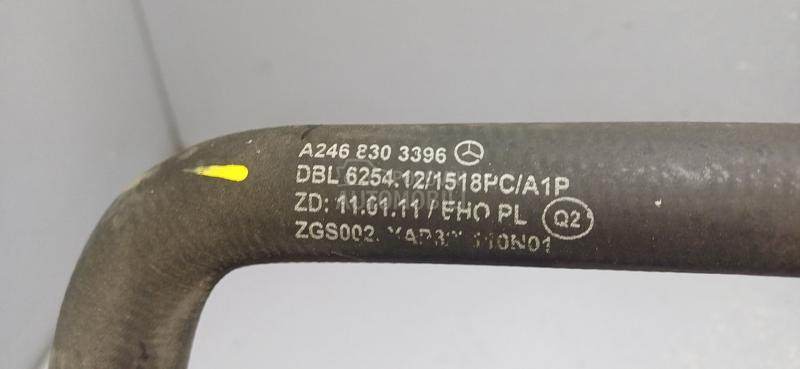 A246 830 3396
DBL 6254.12/1518PC/A1P
ZD: 11.01.11 / EHO PL Q2
ZGS002